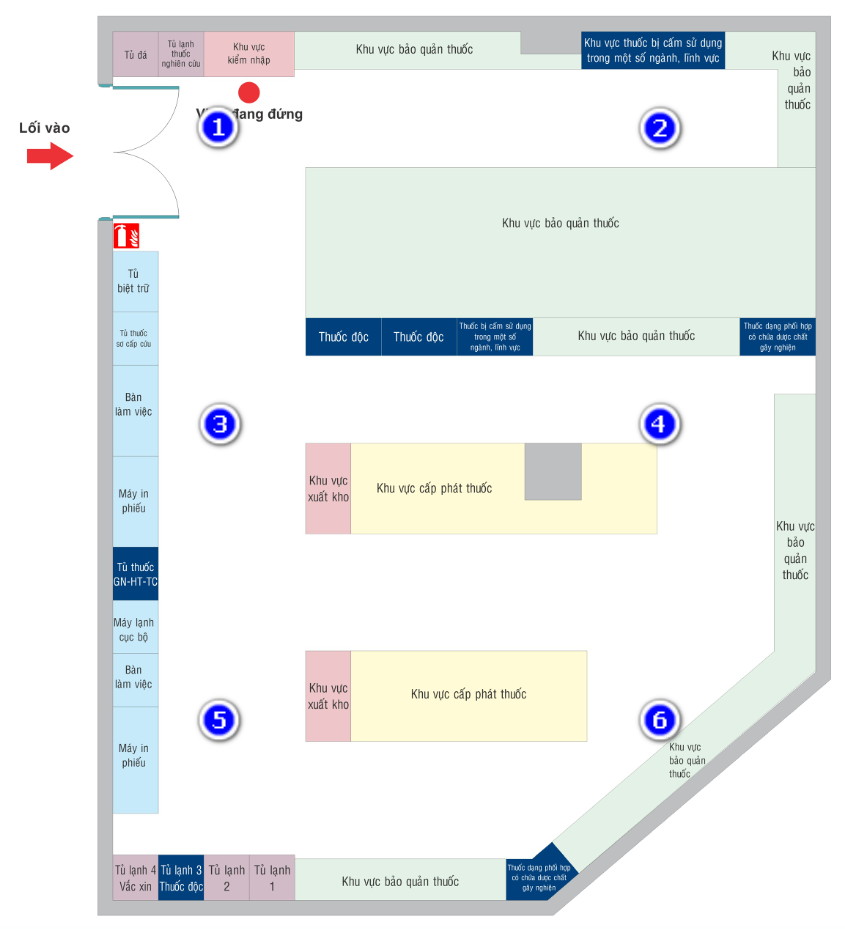 Tủ đá
Tủ lạnh
thuốc
nghiên cứu
Khu vực
kiểm nhập
Khu vực bảo quản thuốc
Khu vực thuốc bị cấm sử dụng
trong một số ngành, lĩnh vực
Khu vực
bảo
quản
thuốc
đang đứng
1
2
Lối vào
Khu vực bảo quản thuốc
Tủ
biệt trữ
Thuốc độc
Thuốc độc
Thuốc bị cấm sử dụng
trong một số
ngành, lĩnh vực
Khu vực bảo quản thuốc
Thuốc dạng phối hợp
có chứa dược chất
gây nghiện
Tủ thuốc
sơ cấp cứu
Bàn
làm việc
3
4
Khu vực
xuất kho
Khu vực cấp phát thuốc
Máy in
phiếu
Khu vực
bảo
quản
thuốc
Tủ thuốc
GN-HT-TC
Máy lạnh
cục bộ
Bàn
làm việc
Khu vực
xuất kho
Khu vực cấp phát thuốc
5
6
Máy in
phiếu
Khu vực
bảo quản
thuốc
Tủ lạnh 4
Vắc xin
Tủ lạnh 3
Thuốc độc
Tủ lạnh
2
Tủ lạnh
1
Khu vực bảo quản thuốc
Thuốc dạng phối hợp
có chứa dược chất
gây nghiện